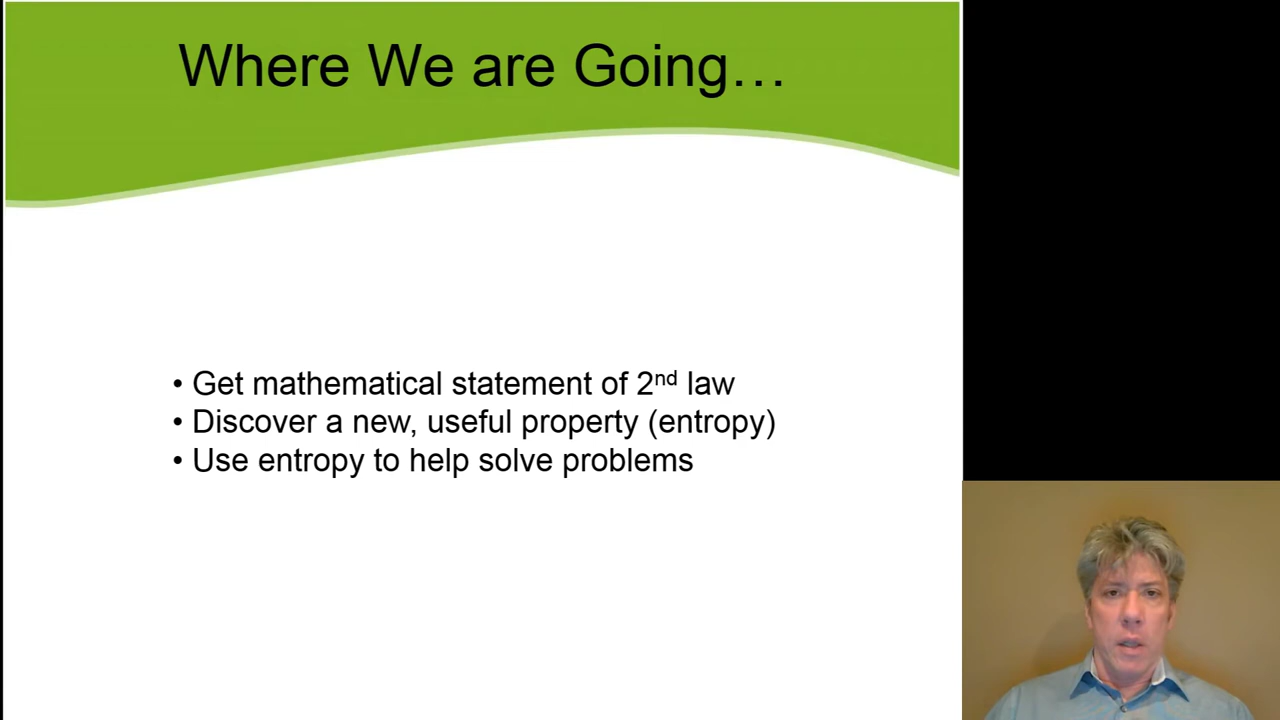 Where We are Going…
• Get mathematical statement of 2nd law
• Discover a new, useful property (entropy)
• Use entropy to help solve problems